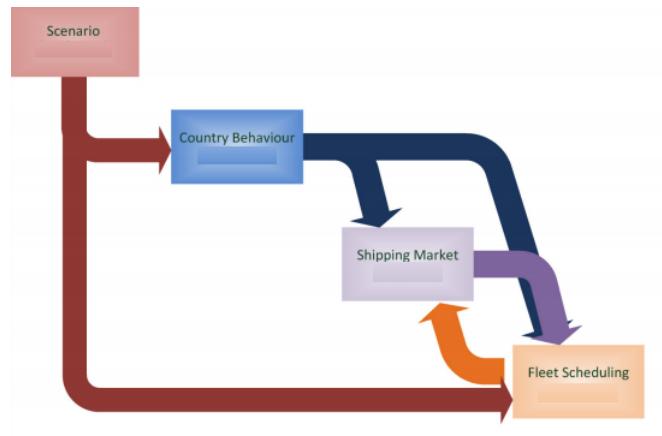 Scenario
Country Behaviour
Shipping Market
Fleet Scheduling